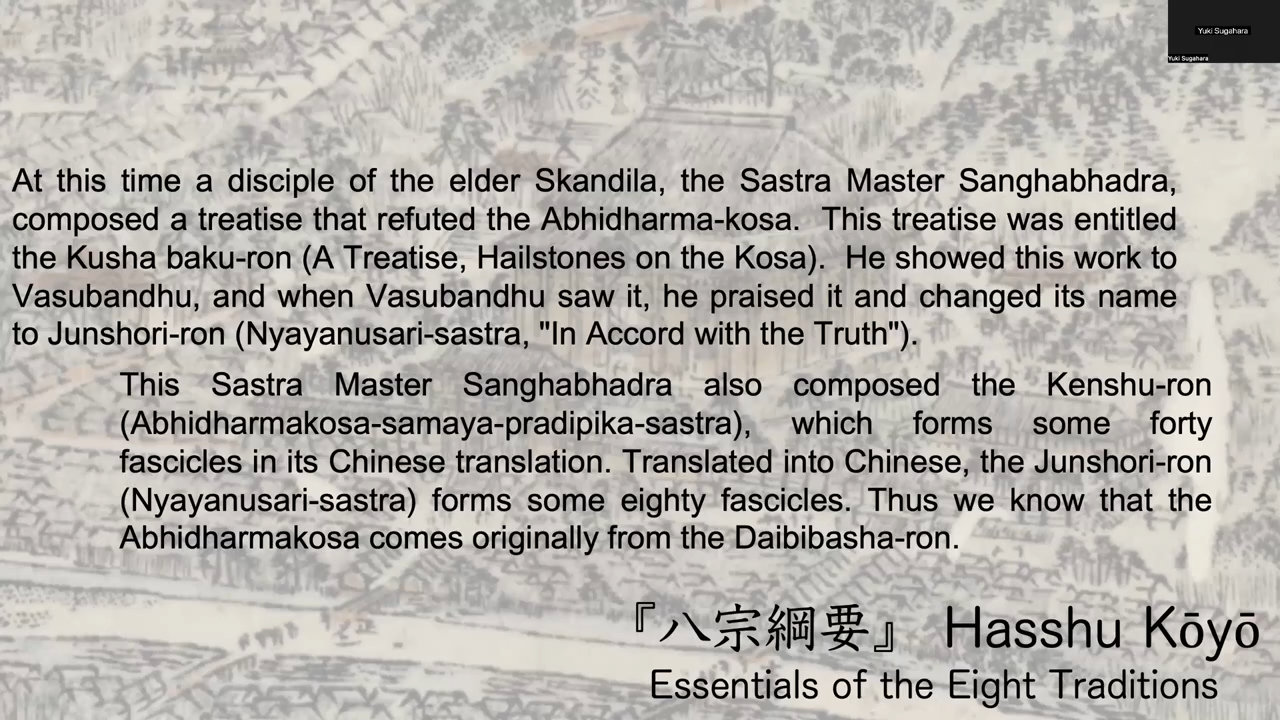 Yuki Sugahara
Yuki Sugahara
At this time a disciple of the elder Skandila, the Sastra Master Sanghabhadra,
composed a treatise that refuted the Abhidharma-kosa. This treatise was entitled
the Kusha baku-ron (A Treatise, Hailstones on the Kosa). He showed this work to
Vasubandhu, and when Vasubandhu saw it, he praised it and changed its name
to Junshori-ron (Nyayanusari-sastra, "In Accord with the Truth").
This Sastra Master Sanghabhadra also composed the Kenshu-ron
(Abhidharmakosa-samaya-pradipika-sastra), which forms some forty
fascicles in its Chinese translation. Translated into Chinese, the Junshori-ron
(Nyayanusari-sastra) forms some eighty fascicles. Thus we know that the
Abhidharmakosa comes originally from the Daibibasha-ron.
『八宗綱要』 Hasshu Kōyō
Essentials of the Eight Traditions